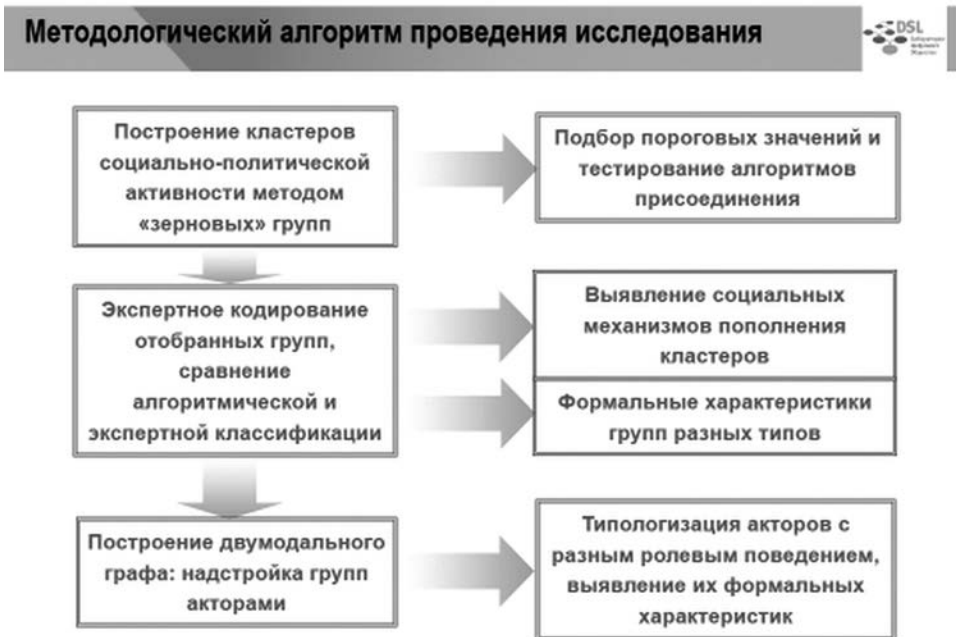 Методологический алгоритм проведения исследования
DSL
Построение кластеров
социально-политической
активности методом
«зерновых» групп
Подбор пороговых значений и
тестирование алгоритмов
присоединения
Экспертное кодирование
отобранных групп,
сравнение
алгоритмической и
экспертной классификации
Выявление социальных
механизмов пополнения
кластеров
Формальные характеристики
групп разных типов
Построение двумодального
графа: надстройка групп
акторами
Типологизация акторов с
разным ролевым поведением,
выявление их формальных
характеристик